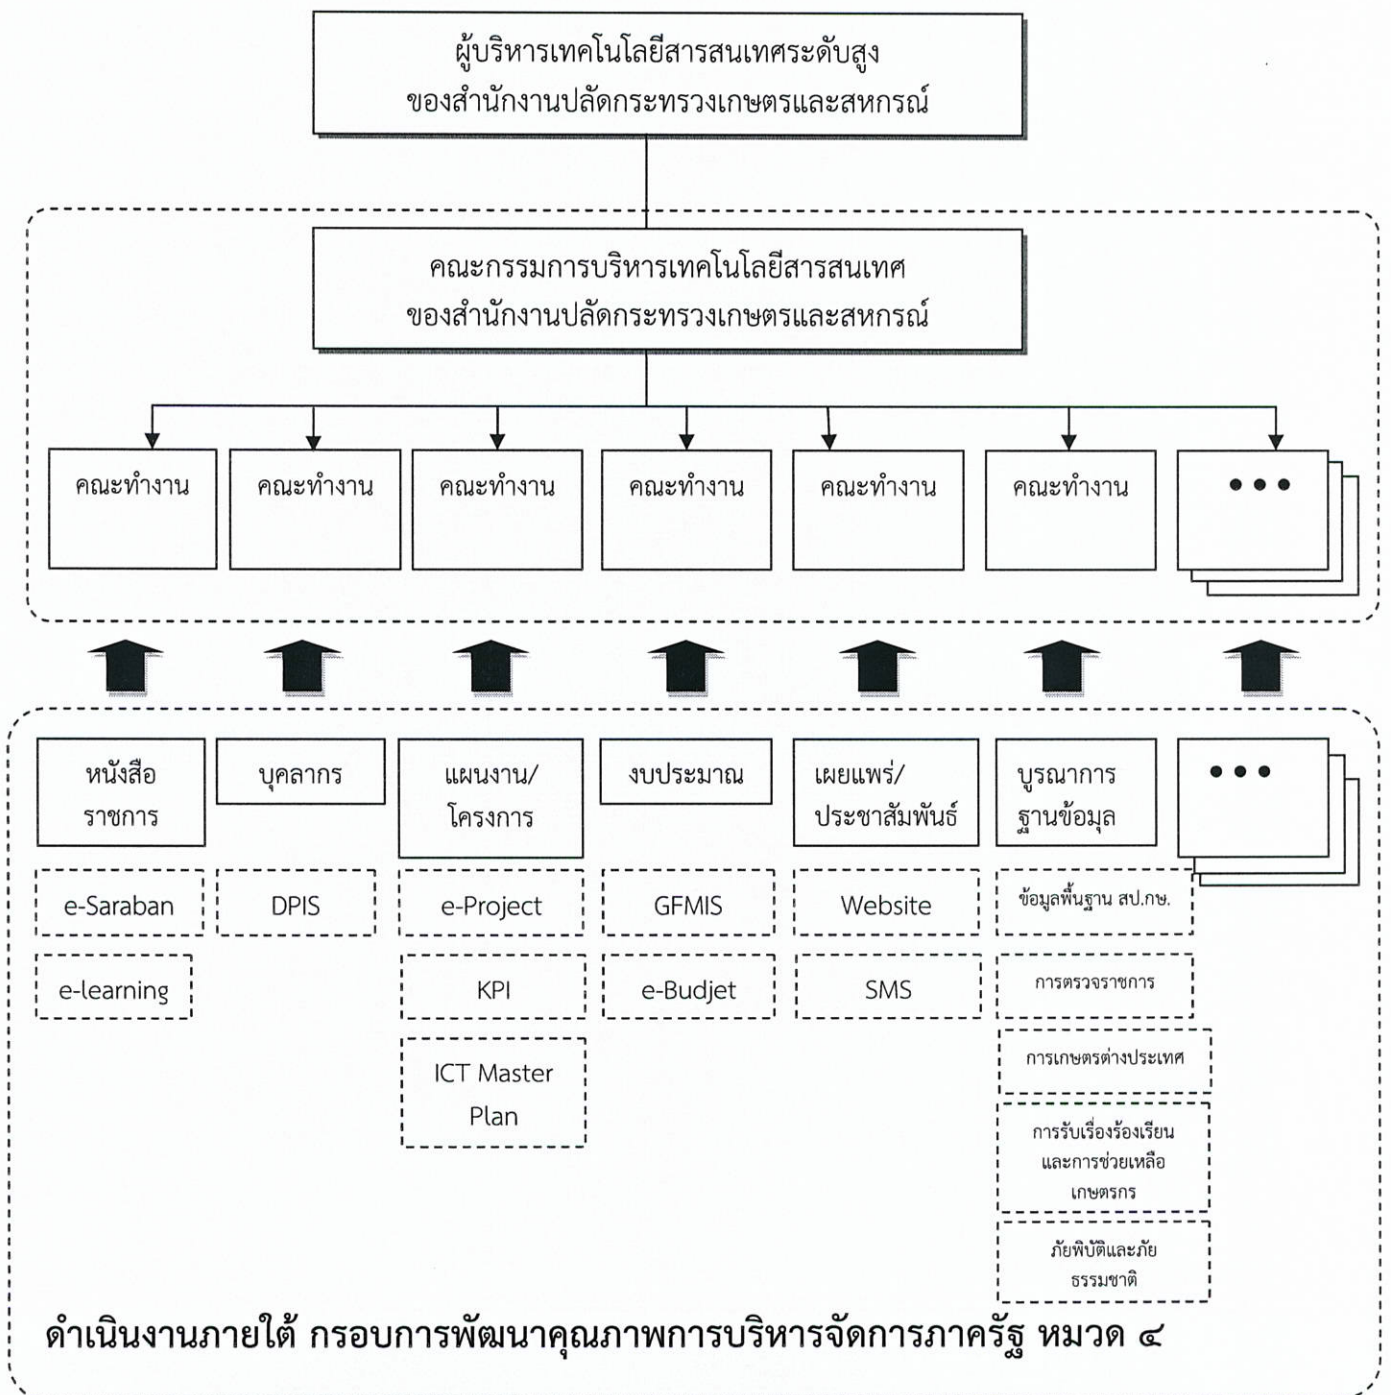 ผู้บริหารเทคโนโลยีสารสนเทศระดับสูง
ของสำนักงานปลัดกระทรวงเกษตรและสหกรณ์
คณะกรรมการบริหารเทคโนโลยีสารสนเทศ
ของสำนักงานปลัดกระทรวงเกษตรและสหกรณ์
คณะทำงาน
คณะทำงาน
คณะทำงาน
คณะทำงาน
คณะทำงาน
คณะทำงาน
•••
หนังสือ
ราชการ
บุคลากร
แผนงาน/
โครงการ
งบประมาณ
เผยแพร่/
ประชาสัมพันธ์
บูรณาการ
ฐานข้อมูล
•••
e-Saraban
e-learning
DPIS
e-Project
KPI
ICT Master
Plan
GFMIS
e-Budjet
Website
SMS
ข้อมูลพื้นฐาน สป.กษ.
การตรวจราชการ
การเกษตรต่างประเทศ
การรับเรื่องร้องเรียน
และการช่วยเหลือ
เกษตรกร
ภัยพิบัติและภัย
ธรรมชาติ
ดำเนินงานภายใต้ กรอบการพัฒนาคุณภาพการบริหารจัดการภาครัฐ หมวด ๔